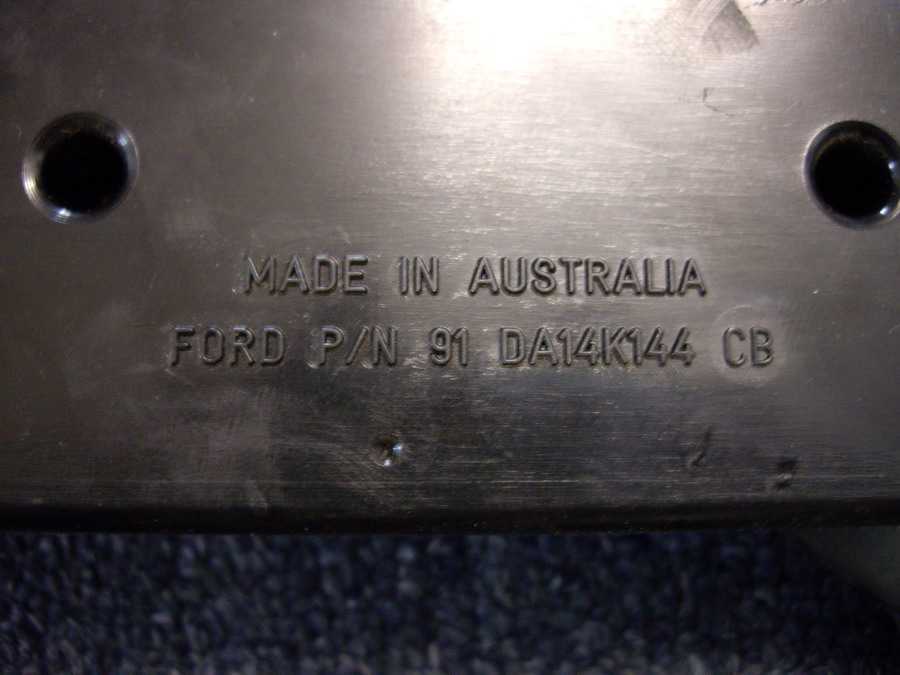 MADE IN AUSTRALIA
FORD P/N 91 DA14K144 CB